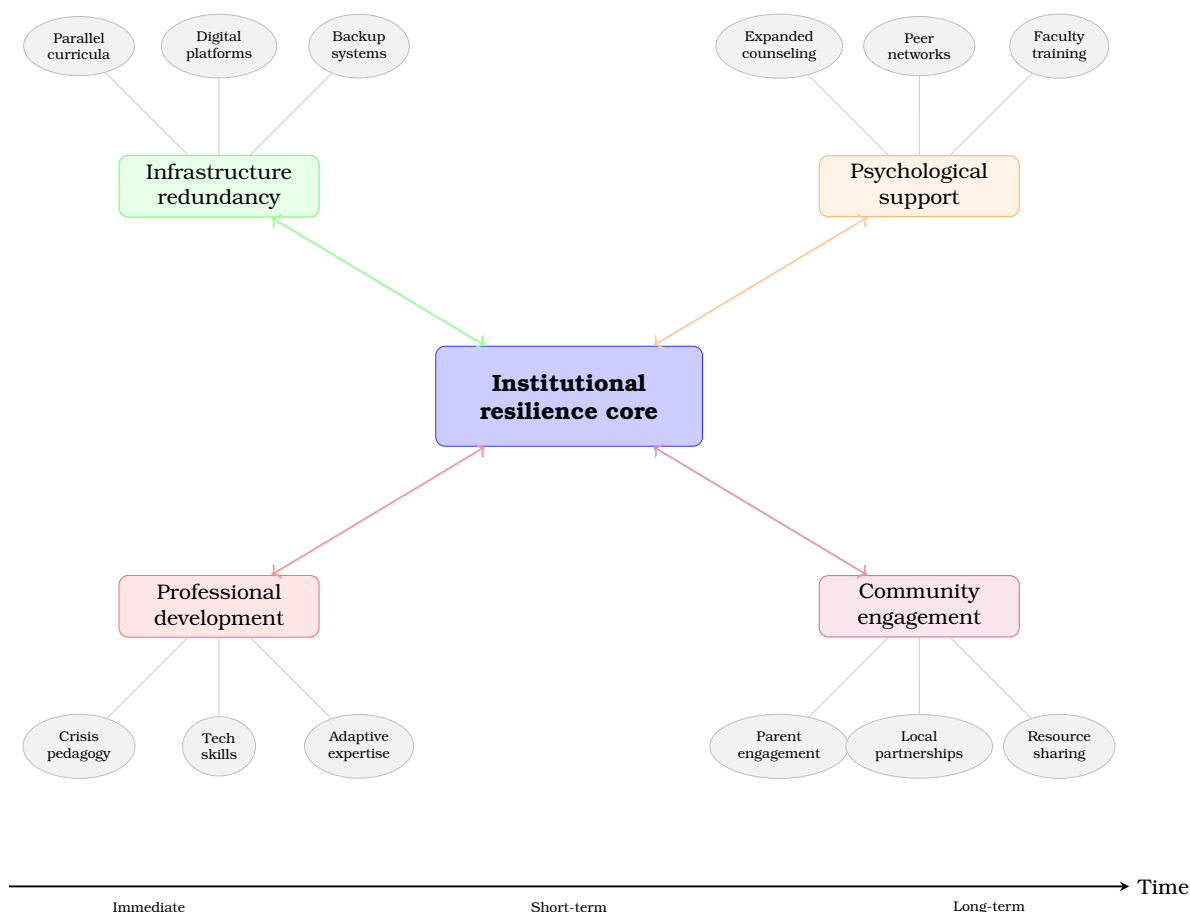 Parallel
curricula
Digital
platforms
Backup
systems
Expanded
counseling
Peer
networks
Faculty
training
Infrastructure
redundancy
Psychological
support
Institutional
resilience core
Professional
development
Community
engagement
Crisis
pedagogy
Tech
skills
Adaptive
expertise
Parent
engagement
Local
partnerships
Resource
sharing
Time
Immediate
Short-term
Long-term